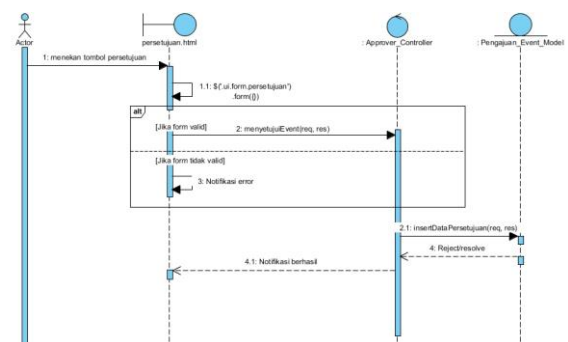 Actor
persetujuan.html
: Approver_Controller
: Pengajuan_Event_Model
1: menekan tombol persetujuan
1.1: $('.ui.form.persetujuan')
.form({})
alt
[Jika form valid]
2: menyetujuiEvent(req, res)
[Jika form tidak valid]
3: Notifikasi error
2.1: insertDataPersetujuan(req, res)
4: Reject/resolve
4.1: Notifikasi berhasil